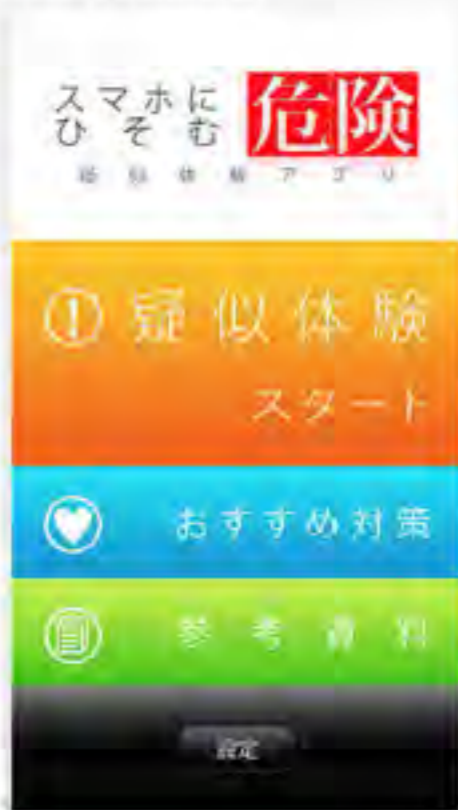 スマホに
ひそむ
危険
疑似体験アプリ
疑似体験
スタート
おすすめ対策
参考資料
設定